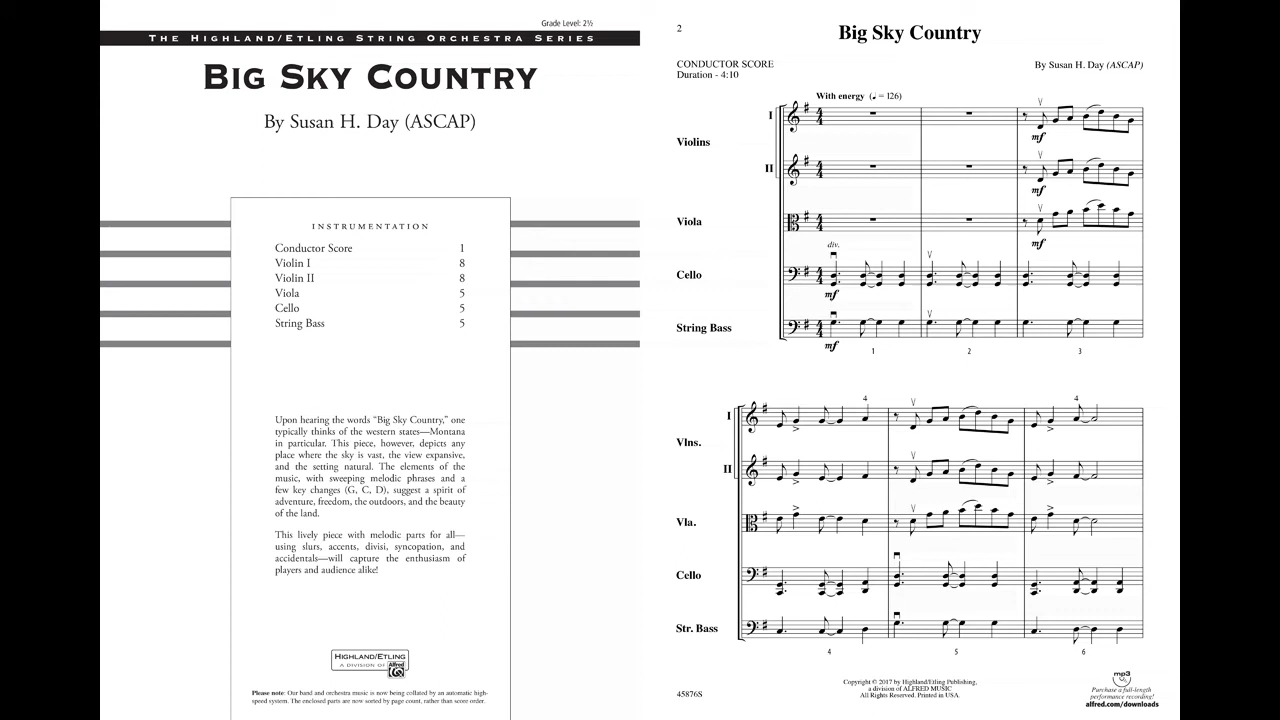 Grade Level: 2½
THE HIGHLAND/ETLING STRING ORCHESTRA SERIES
BIG SKY COUNTRY
By Susan H. Day (ASCAP)
INSTRUMENTATION
Conductor Score 1
Violin I 8
Violin II 8
Viola 5
Cello 5
String Bass 5
Upon hearing the words “Big Sky Country,” one
typically thinks of the western states—Montana
in particular. This piece, however, depicts any
place where the sky is vast, the view expansive,
and the setting natural. The elements of the
music, with sweeping melodic phrases and a
few key changes (G, C, D), suggest a spirit of
adventure, freedom, the outdoors, and the beauty
of the land.
This lively piece with melodic parts for all—
using slurs, accents, divisi, syncopation, and
accidentals—will capture the enthusiasm of
players and audience alike!
HIGHLAND/ETLING
A DIVISION OF Alfred
Please note: Our band and orchestra music is now being collated by an automatic high-
speed system. The enclosed parts are now sorted by page count, rather than score order.
2
Big Sky Country
CONDUCTOR SCORE
Duration - 4:10
By Susan H. Day (ASCAP)
With energy (♩ = 126)
Violins
I
mf
II
mf
Viola
mf
div.
Cello
mf
String Bass
mf
1 2 3
Vlns.
I
4 4
II
Vla.
Cello
Str. Bass
4 5 6
45876S
Copyright © 2017 by Highland/Etling Publishing,
a division of ALFRED MUSIC
All Rights Reserved. Printed in USA.
mp3
Purchase a full-length
performance recording!
alfred.com/downloads